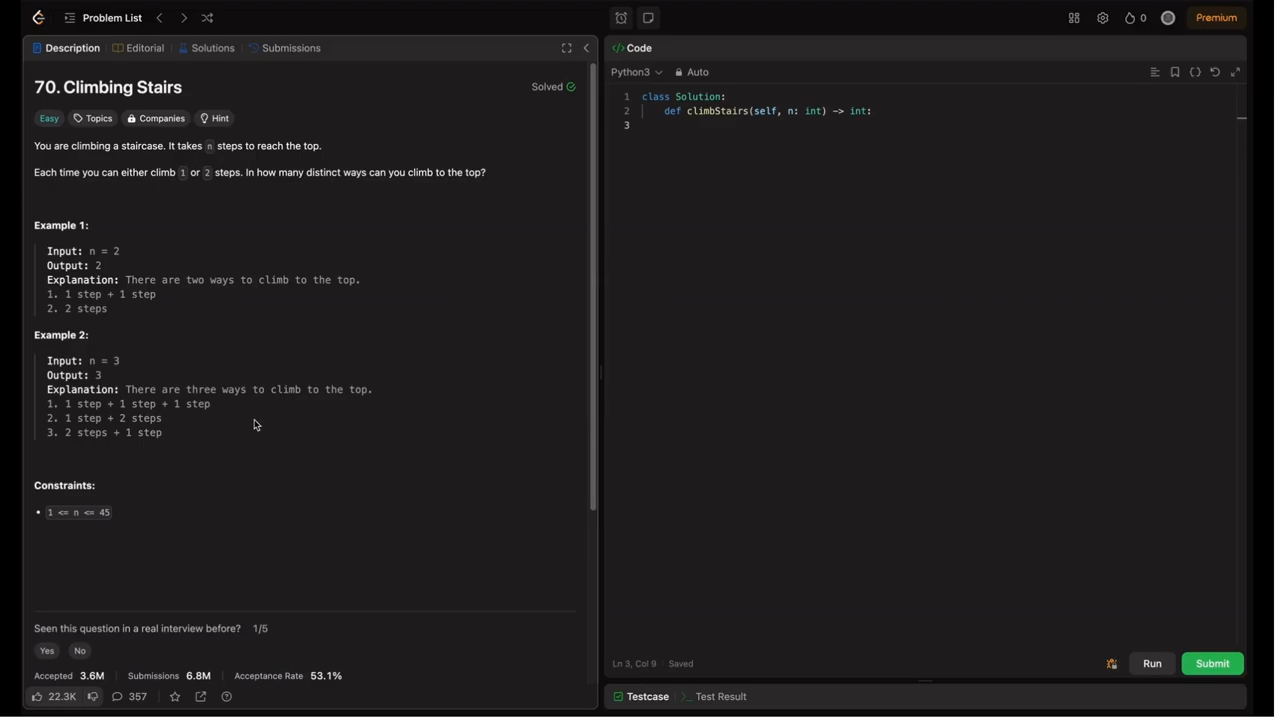 Problem List
0
Premium
Description
Editorial
Solutions
Submissions
70. Climbing Stairs
Solved
Easy
Topics
Companies
Hint
You are climbing a staircase. It takes n steps to reach the top.
Each time you can either climb 1 or 2 steps. In how many distinct ways can you climb to the top?
Example 1:
Input: n = 2
Output: 2
Explanation: There are two ways to climb to the top.
1. 1 step + 1 step
2. 2 steps
Example 2:
Input: n = 3
Output: 3
Explanation: There are three ways to climb to the top.
1. 1 step + 1 step + 1 step
2. 1 step + 2 steps
3. 2 steps + 1 step
Constraints:
• 1 <= n <= 45
Seen this question in a real interview before? 1/5
Yes No
Accepted 3.6M Submissions 6.8M Acceptance Rate 53.1%
22.3K 357
</> Code
Python3 Auto
1 class Solution:
2 def climbStairs(self, n: int) -> int:
3
Ln 3, Col 9 Saved
Run
Submit
Testcase >_ Test Result